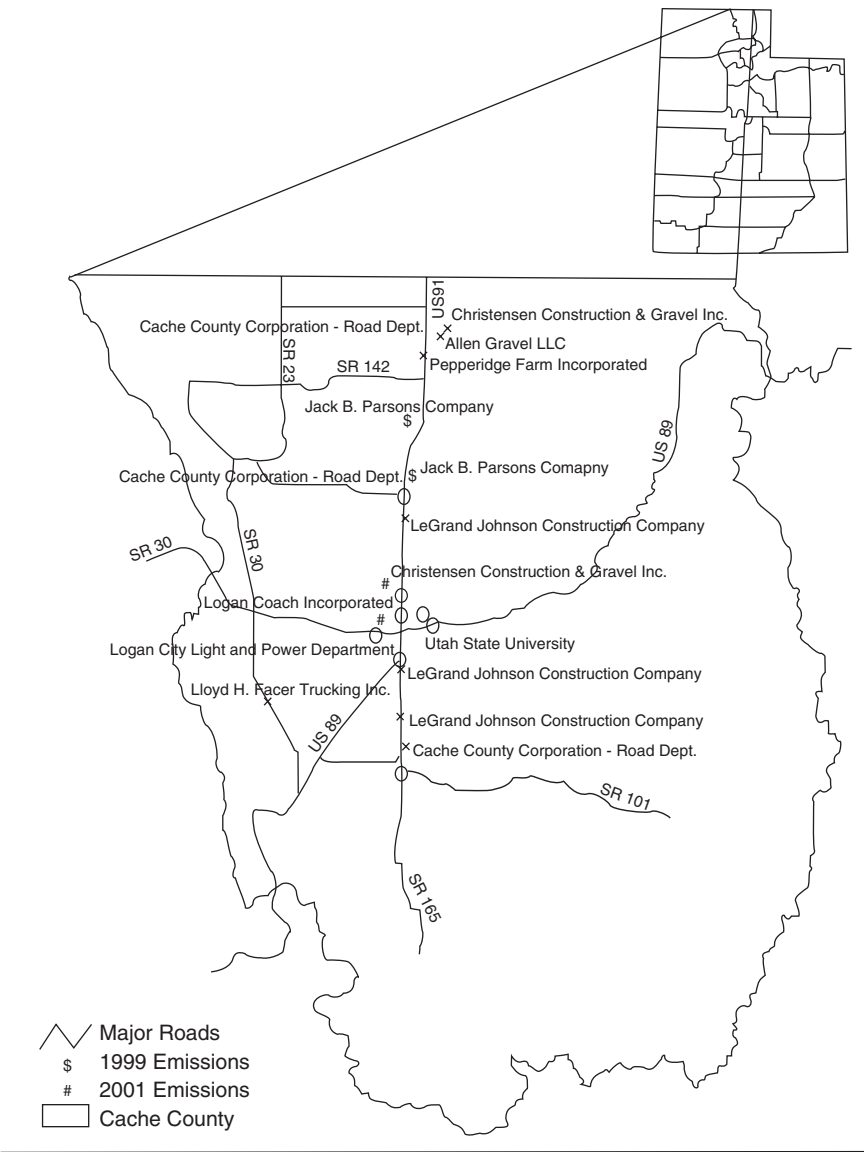 US91
Christensen Construction & Gravel Inc.
Cache County Corporation - Road Dept.
Allen Gravel LLC
SR 23
Pepperidge Farm Incorporated
SR 142
Jack B. Parsons Company
$
US 89
Jack B. Parsons Comapny
Cache County Corporation - Road Dept. $
LeGrand Johnson Construction Company
SR 30
SR 30
Christensen Construction & Gravel Inc.
#
Logan Coach Incorporated
#
Utah State University
Logan City Light and Power Department
LeGrand Johnson Construction Company
Lloyd H. Facer Trucking Inc.
US 89
LeGrand Johnson Construction Company
Cache County Corporation - Road Dept.
SR 101
SR 165
Major Roads
$ 1999 Emissions
# 2001 Emissions
Cache County